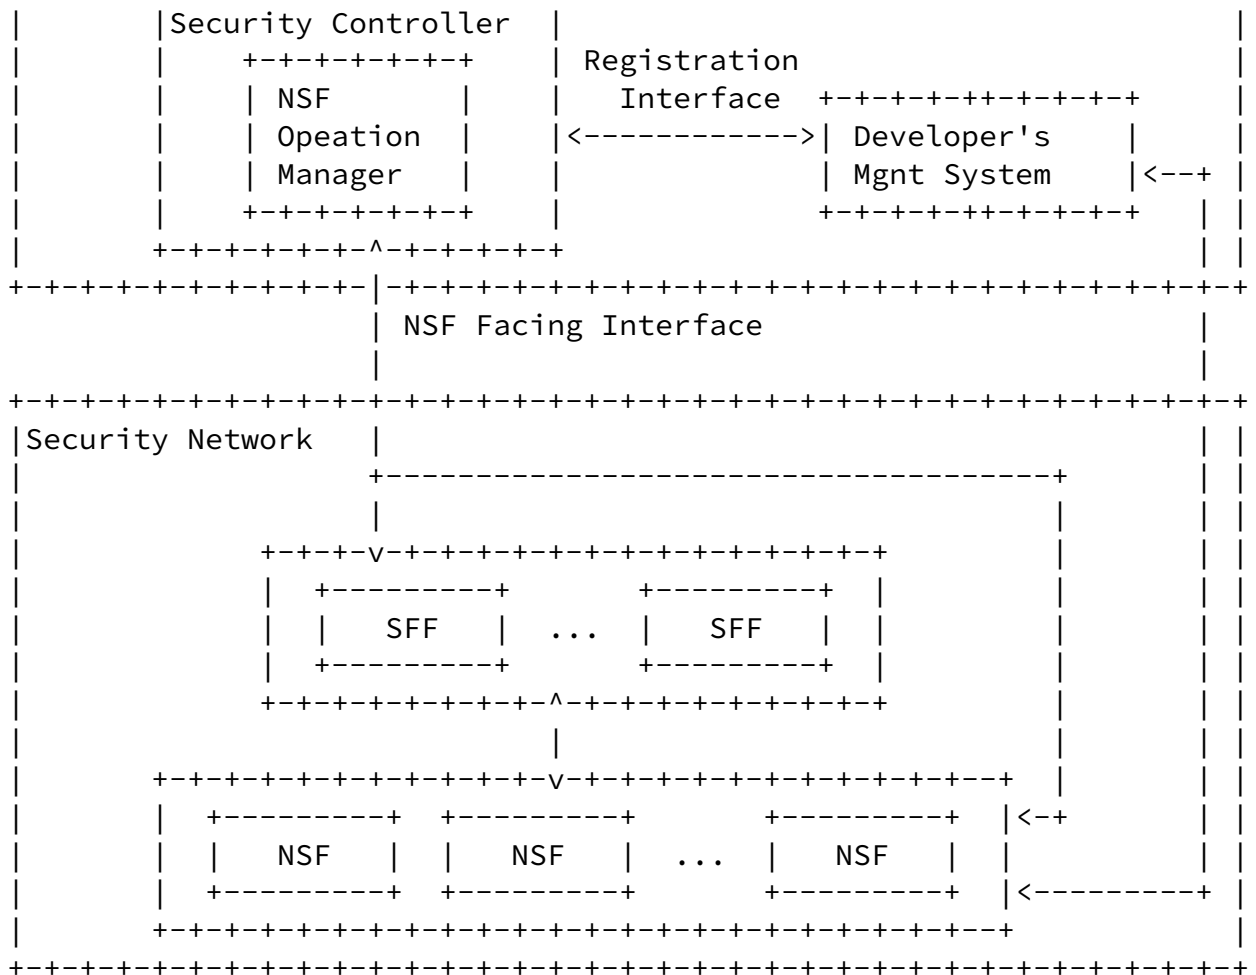 Security Controller
Registration
NSF Interface
Opeation Developer's
Manager Mgnt System
NSF Facing Interface
Security Network
SFF ... SFF
NSF NSF ... NSF